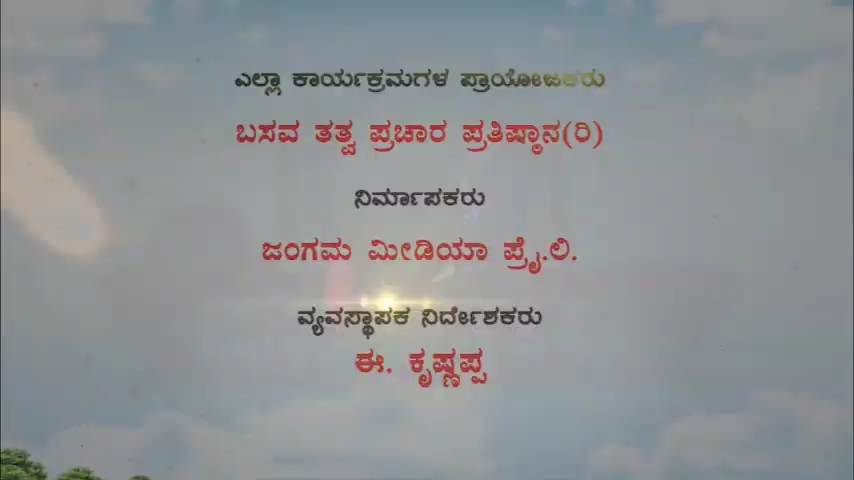 ಎಲ್ಲಾ ಕಾರ್ಯಕ್ರಮಗಳ ಪ್ರಾಯೋಜಕರು
ಬಸವ ತತ್ವ ಪ್ರಚಾರ ಪ್ರತಿಷ್ಠಾನ(ರಿ)
ನಿರ್ಮಾಪಕರು
ಜಂಗಮ ಮೀಡಿಯಾ ಪ್ರೈ.ಲಿ.
ವ್ಯವಸ್ಥಾಪಕ ನಿರ್ದೇಶಕರು
ಈ. ಕೃಷ್ಣಪ್ಪ